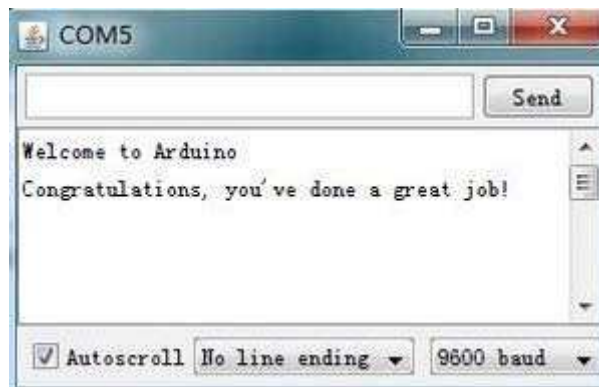 COM5
Send
Welcome to Arduino
Congratulations, you've done a great job!
Autoscroll No line ending 9600 baud